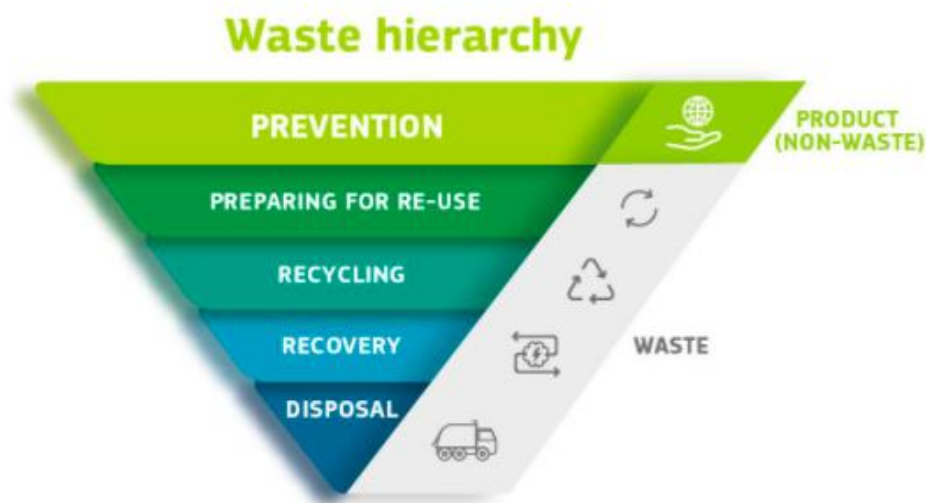 Waste hierarchy
PREVENTION
PRODUCT
(NON-WASTE)
PREPARING FOR RE-USE
RECYCLING
RECOVERY
WASTE
DISPOSAL